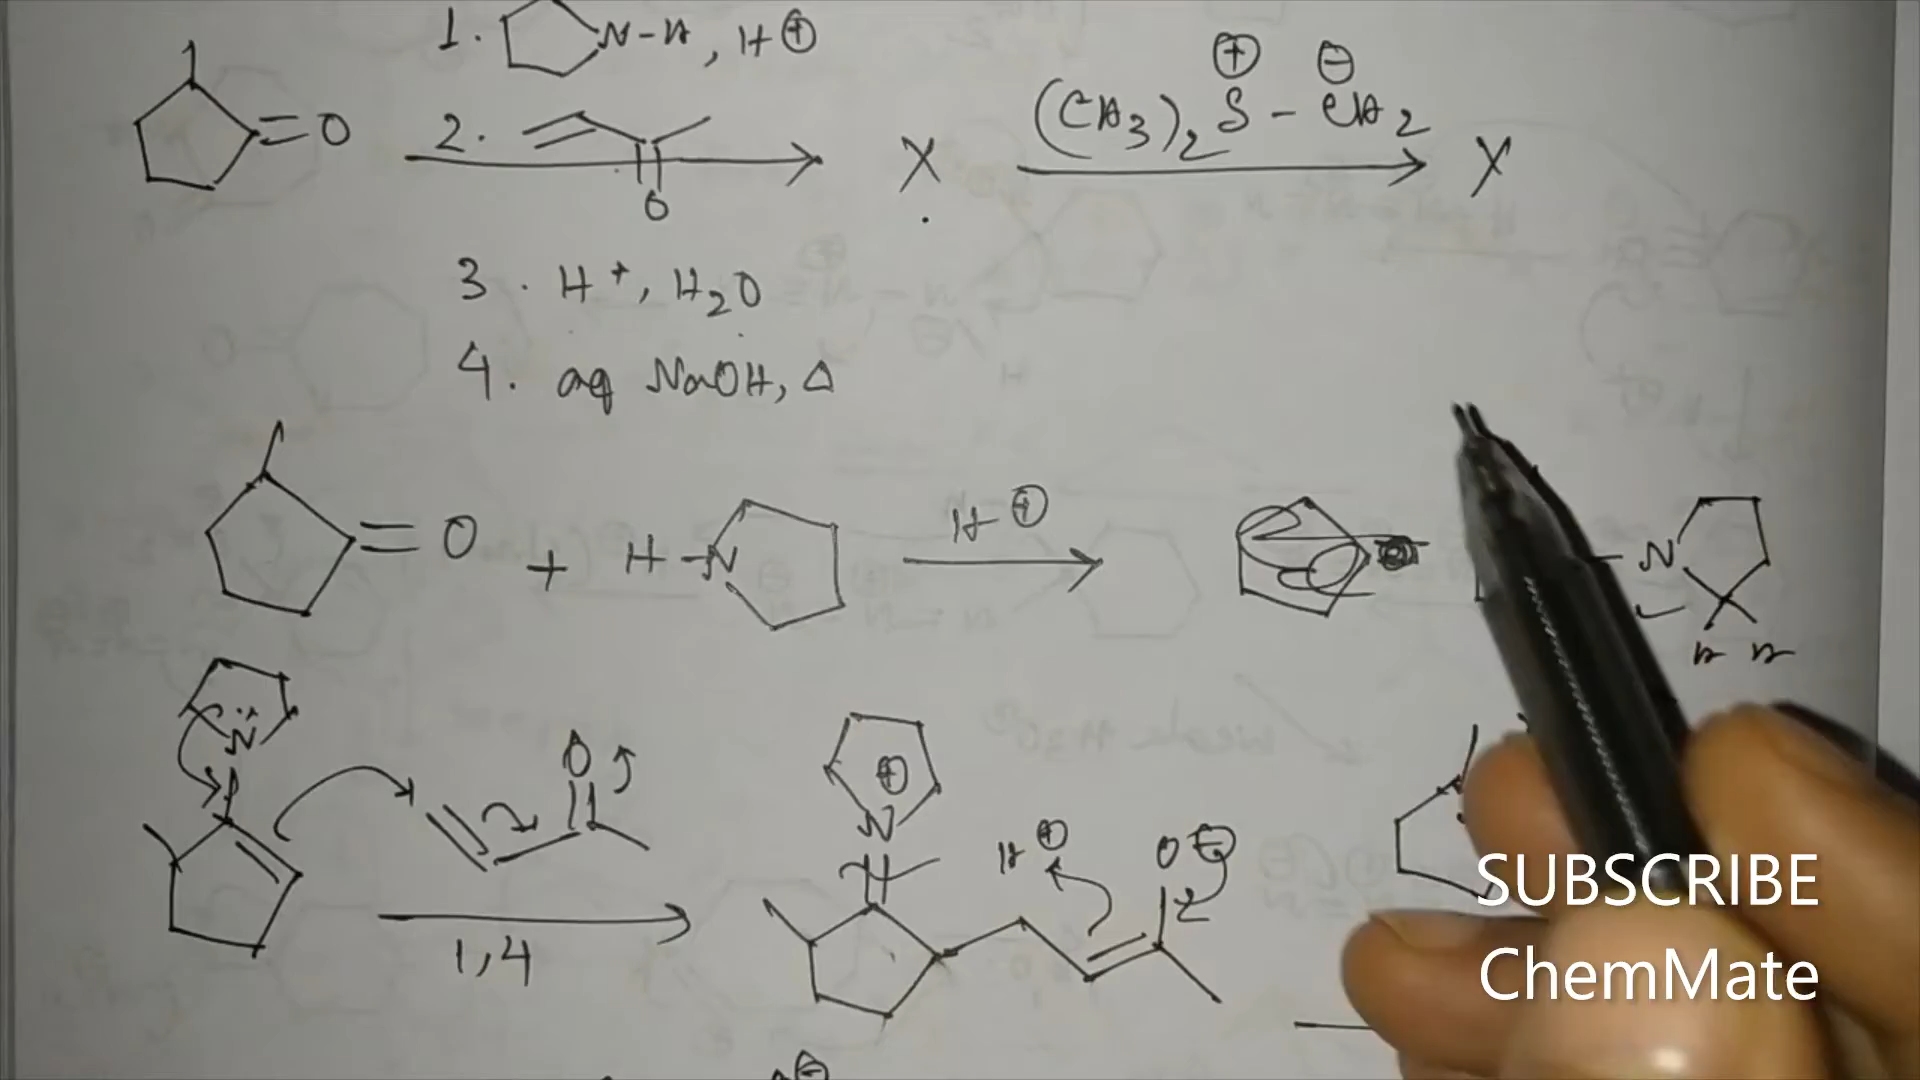 1. N-H, H⊕
O
2.
O
X
(CH3)2 S⊕ - CH2⊖
X
3. H+, H2O
4. aq NaOH, Δ
O + H-N
H⊕
N
H H
N
O
1,4
⊕
N
H⊕
O⊖
⊖
SUBSCRIBE
ChemMate